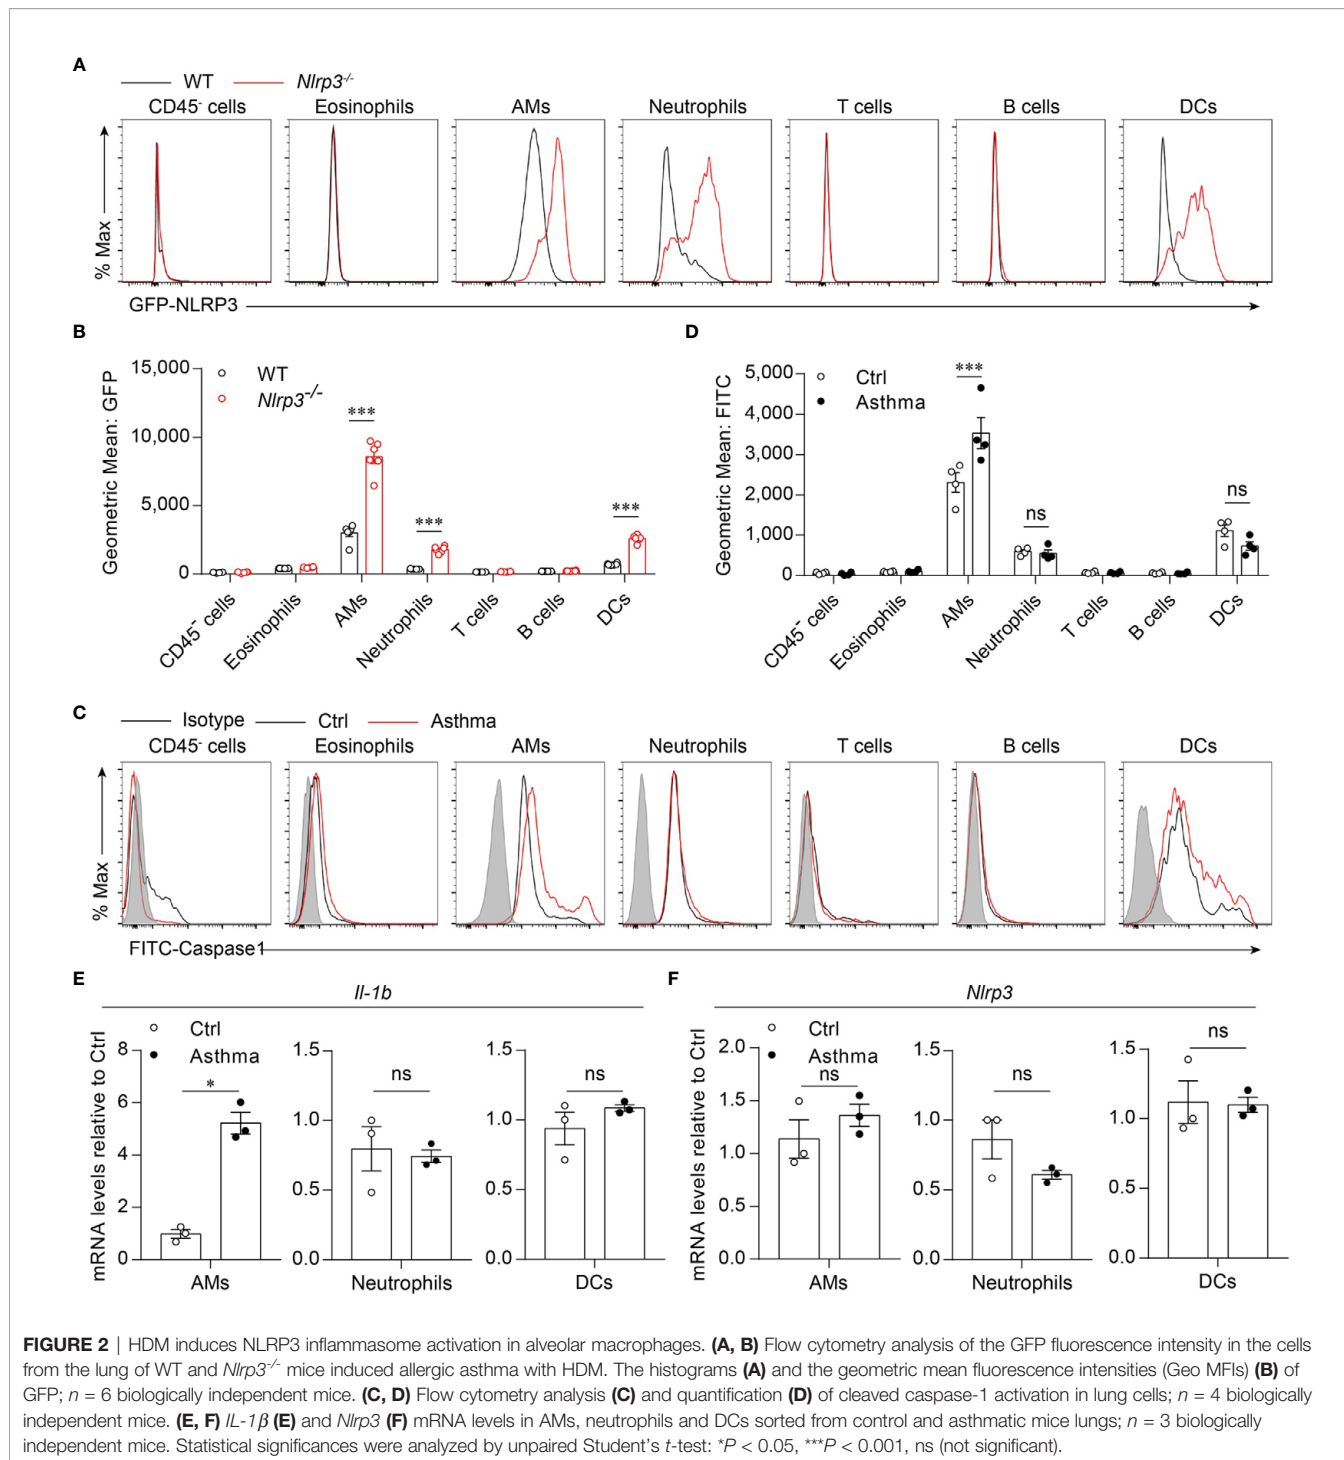 A
WT Nlrp3-/-
CD45- cells Eosinophils AMs Neutrophils T cells B cells DCs
% Max
GFP-NLRP3
B
Geometric Mean: GFP
15,000
10,000
5,000
0
WT
Nlrp3-/-
***
***
***
CD45- cells Eosinophils AMs Neutrophils T cells B cells DCs
D
Geometric Mean: FITC
5,000
4,000
3,000
2,000
1,000
0
Ctrl
Asthma
***
ns
ns
CD45- cells Eosinophils AMs Neutrophils T cells B cells DCs
C
Isotype Ctrl Asthma
CD45- cells Eosinophils AMs Neutrophils T cells B cells DCs
% Max
FITC-Caspase1
E
Il-1b
mRNA levels relative to Ctrl
Ctrl
Asthma
8
6
4
2
0
*
AMs
1.5
1.0
0.5
0.0
ns
Neutrophils
1.5
1.0
0.5
0.0
ns
DCs
F
Nlrp3
mRNA levels relative to Ctrl
Ctrl
Asthma
2.0
1.5
1.0
0.5
0.0
ns
AMs
1.5
1.0
0.5
0.0
ns
Neutrophils
1.5
1.0
0.5
0.0
ns
DCs
FIGURE 2 | HDM induces NLRP3 inflammasome activation in alveolar macrophages. (A, B) Flow cytometry analysis of the GFP fluorescence intensity in the cells
from the lung of WT and Nlrp3-/- mice induced allergic asthma with HDM. The histograms (A) and the geometric mean fluorescence intensities (Geo MFIs) (B) of
GFP; n = 6 biologically independent mice. (C, D) Flow cytometry analysis (C) and quantification (D) of cleaved caspase-1 activation in lung cells; n = 4 biologically
independent mice. (E, F) IL-1β (E) and Nlrp3 (F) mRNA levels in AMs, neutrophils and DCs sorted from control and asthmatic mice lungs; n = 3 biologically
independent mice. Statistical significances were analyzed by unpaired Student's t-test: *P < 0.05, ***P < 0.001, ns (not significant).